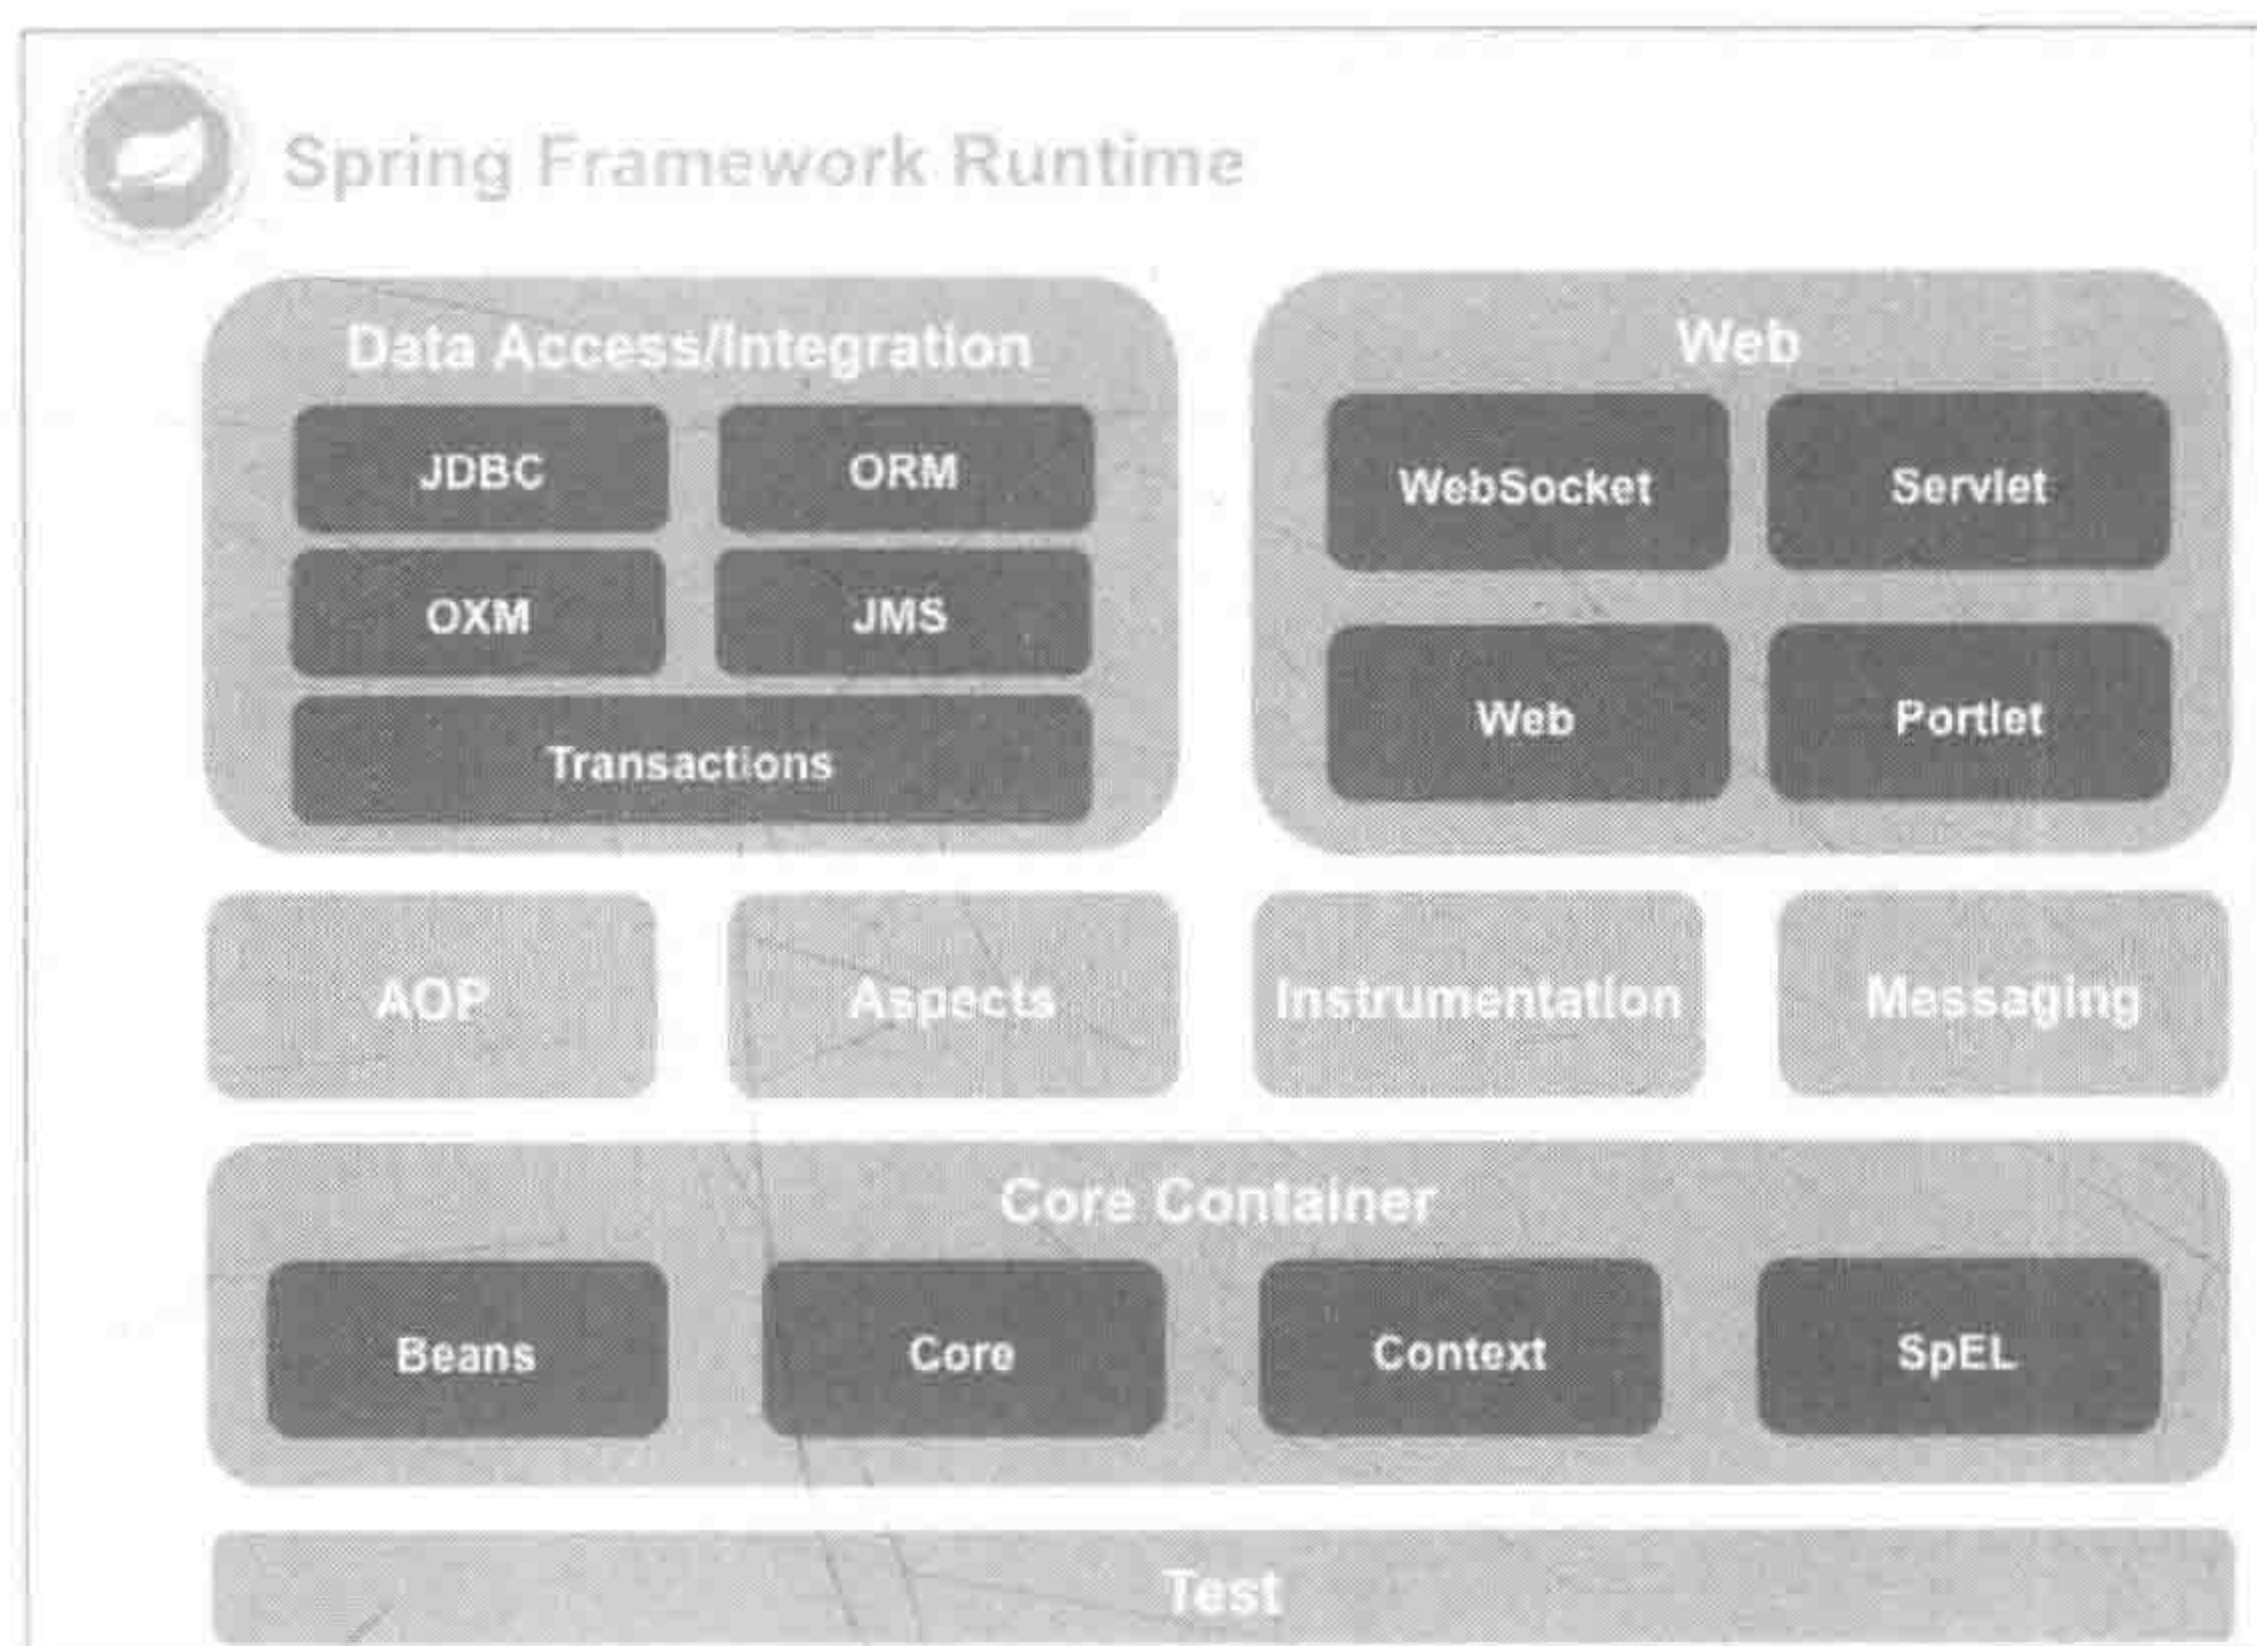 Spring Framework Runtime
Data Access/Integration
JDBC
ORM
OXM
JMS
Transactions
Web
WebSocket
Servlet
Web
Portlet
AOP
Aspects
Instrumentation
Messaging
Core Container
Beans
Core
Context
SpEL
Test